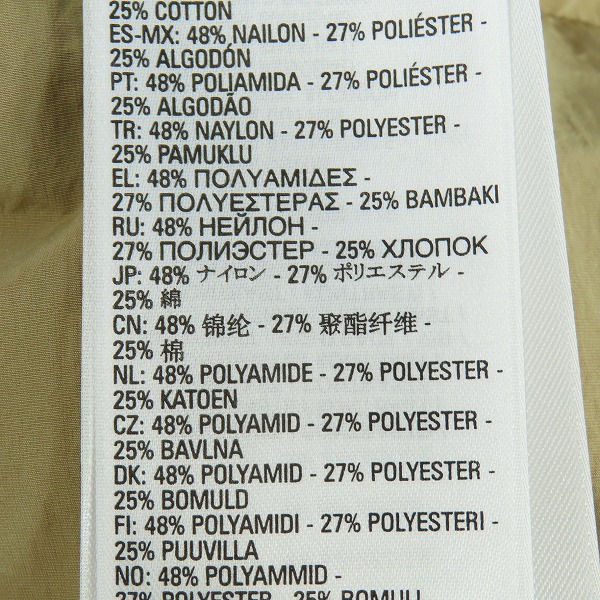 25% COTTON
ES-MX: 48% NAILON - 27% POLIÉSTER -
25% ALGODÓN
PT: 48% POLIAMIDA - 27% POLIÉSTER -
25% ALGODÃO
TR: 48% NAYLON - 27% POLYESTER -
25% PAMUKLU
EL: 48% ΠΟΛΥΑΜΙΔΕΣ -
27% ΠΟΛΥΕΣΤΕΡΑΣ - 25% ΒΑΜΒΑΚΙ
RU: 48% НЕЙЛОН -
27% ПОЛИЭСТЕР - 25% ХЛОПОК
JP: 48% ナイロン - 27% ポリエステル -
25% 綿
CN: 48% 锦纶 - 27% 聚酯纤维 -
25% 棉
NL: 48% POLYAMIDE - 27% POLYESTER -
25% KATOEN
CZ: 48% POLYAMID - 27% POLYESTER -
25% BAVLNA
DK: 48% POLYAMID - 27% POLYESTER -
25% BOMULD
FI: 48% POLYAMIDI - 27% POLYESTERI -
25% PUUVILLA
NO: 48% POLYAMMID -
27% POLYESTER - 25% BOMULL